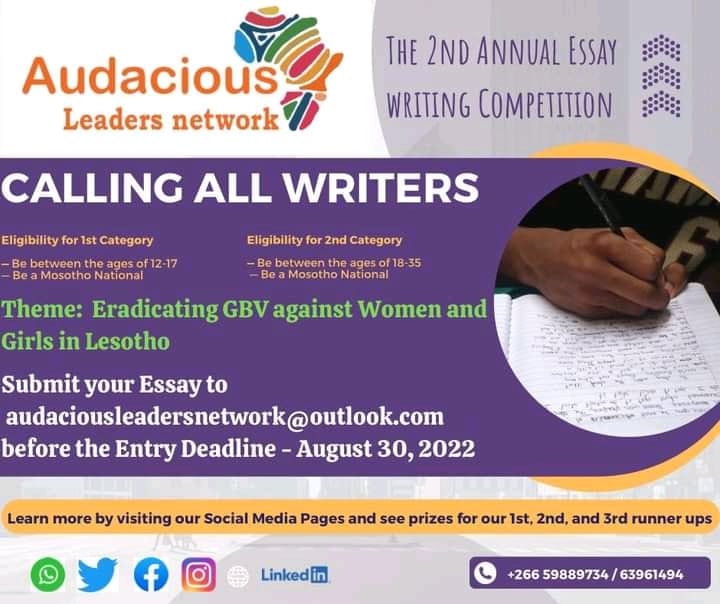 Audacious
Leaders network
The 2nd Annual Essay
writing Competition
CALLING ALL WRITERS
Eligibility for 1st Category
— Be between the ages of 12-17
— Be a Mosotho National
Eligibility for 2nd Category
— Be between the ages of 18-35
— Be a Mosotho National
Theme: Eradicating GBV against Women and
Girls in Lesotho
Submit your Essay to
audaciousleadersnetwork@outlook.com
before the Entry Deadline - August 30, 2022
Learn more by visiting our Social Media Pages and see prizes for our 1st, 2nd, and 3rd runner ups
Linked in
+266 59889734 / 63961494